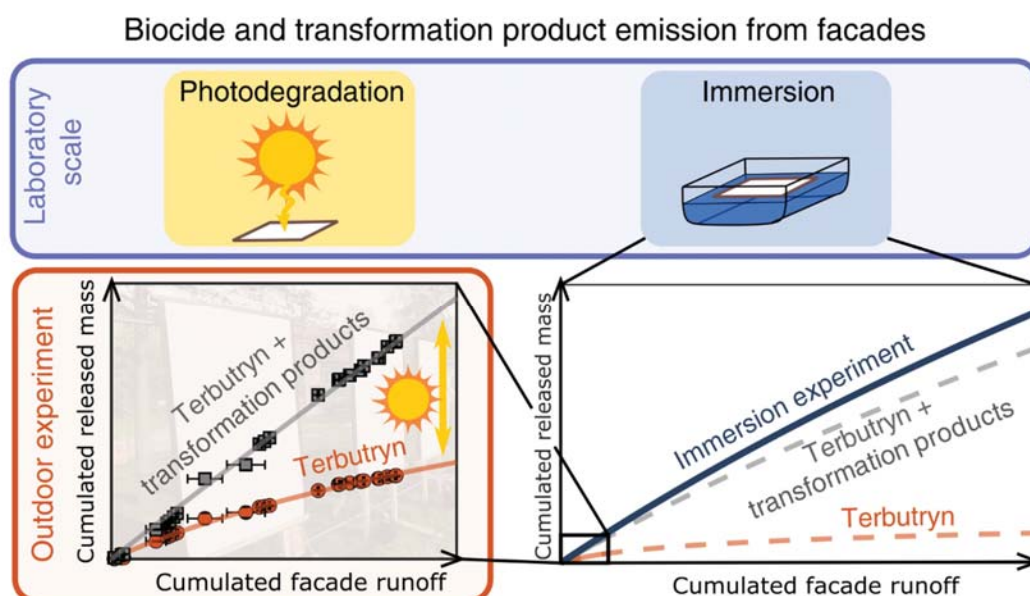 Biocide and transformation product emission from facades
Laboratory
scale
Photodegradation
Immersion
Outdoor experiment
Cumulated released mass
Terbutryn +
transformation products
Terbutryn
Cumulated facade runoff
Cumulated released mass
Immersion experiment
Terbutryn +
transformation products
Terbutryn
Cumulated facade runoff